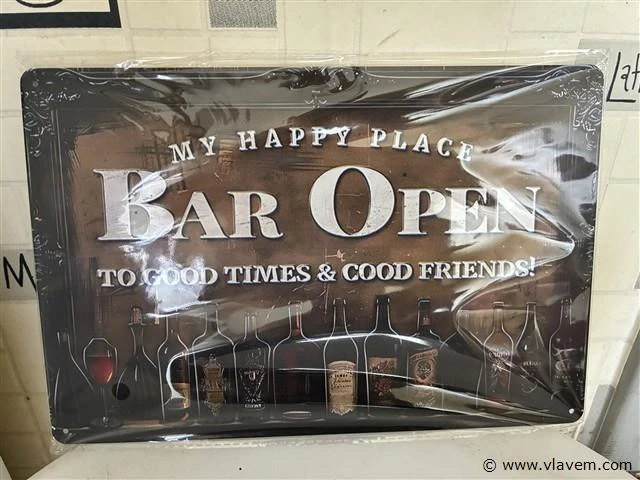 MY HAPPY PLACE
BAR OPEN
TO GOOD TIMES & COOD FRIENDS!
© www.vlavem.com